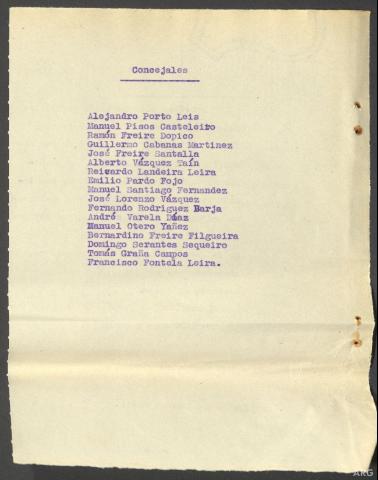 Concejales
Alejandro Porto Leis
Manuel Pisos Casteleiro
Ramón Freire Dopico
Guillermo Cabanas Martinez
José Freire Santalla
Alberto Vázquez Taín
Reicardo Landeira Leira
Emilio Pardo Fojo
Manuel Santiago Fernandez
José Lorenzo Vázquez
Fernando Rodriguez Barja
André Varela Díaz
Manuel Otero Yañez
Bernardino Freire Filgueira
Domingo Serantes Sequeiro
Tomás Graña Campos
Francisco Fontela Leira.
ARG